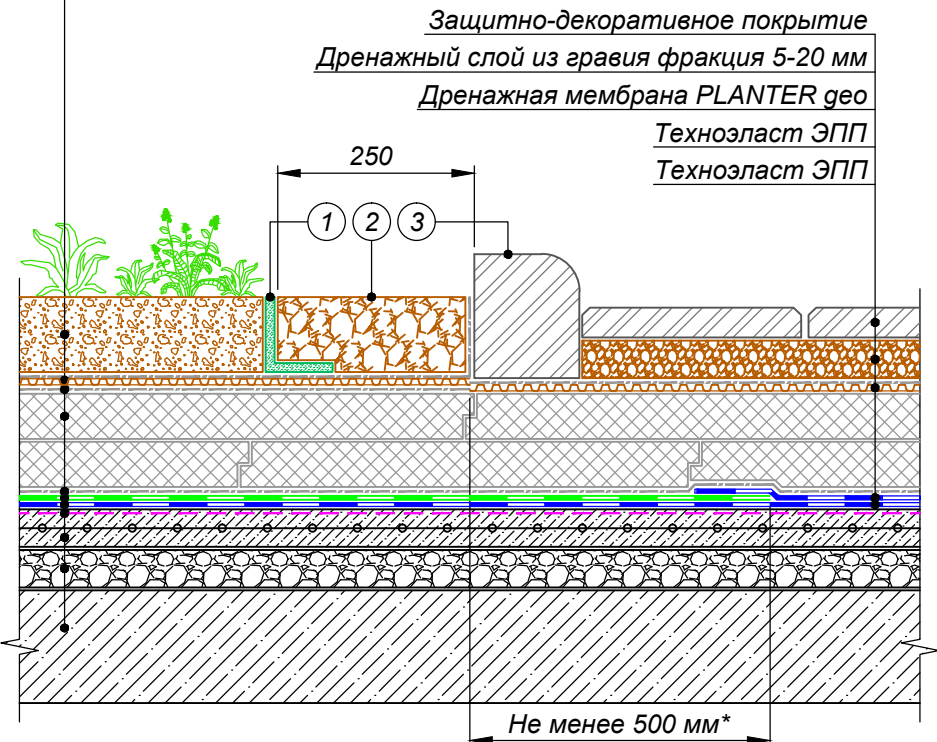 Защитно-декоративное покрытие
Дренажный слой из гравия фракция 5-20 мм
Дренажная мембрана PLANTER geo
Техноэласт ЭПП
Техноэласт ЭПП
250
1 2 3
Не менее 500 мм*